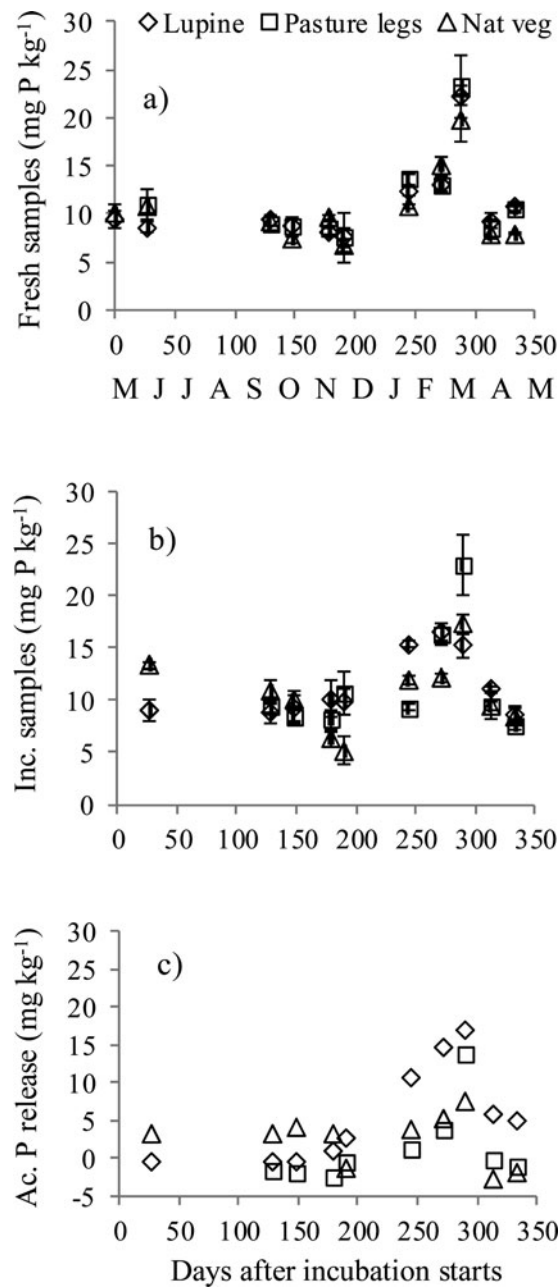 Lupine Pasture legs Nat veg
a)
Fresh samples (mg P kg-1)
30
25
20
15
10
5
0
0 50 100 150 200 250 300 350
M J J A S O N D J F M A M
b)
Inc. samples (mg P kg-1)
30
25
20
15
10
5
0
0 50 100 150 200 250 300 350
c)
Ac. P release (mg kg-1)
30
25
20
15
10
5
0
-5
0 50 100 150 200 250 300 350
Days after incubation starts